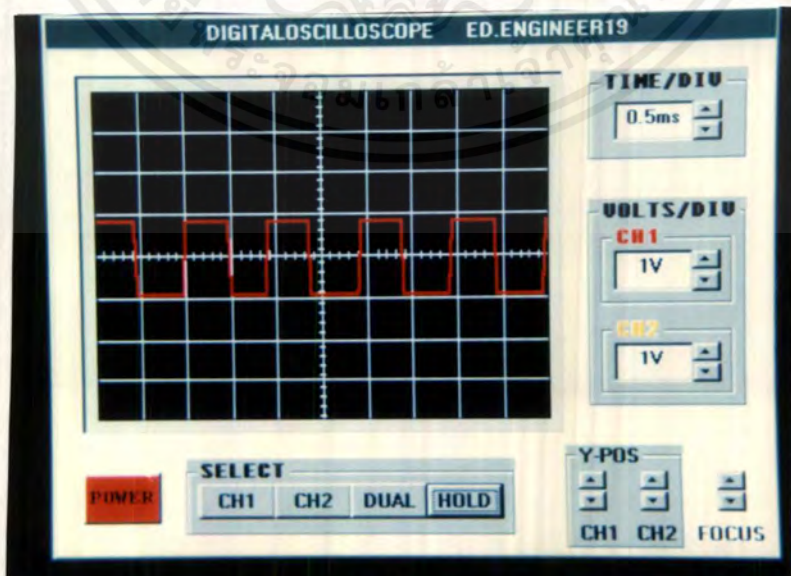 DIGITALOSCILLOSCOPE ED.ENGINEER19
TIME/DIV
0.5ms
VOLTS/DIV
CH1
1V
CH2
1V
POWER
SELECT
CH1 CH2 DUAL HOLD
Y-POS
CH1 CH2 FOCUS